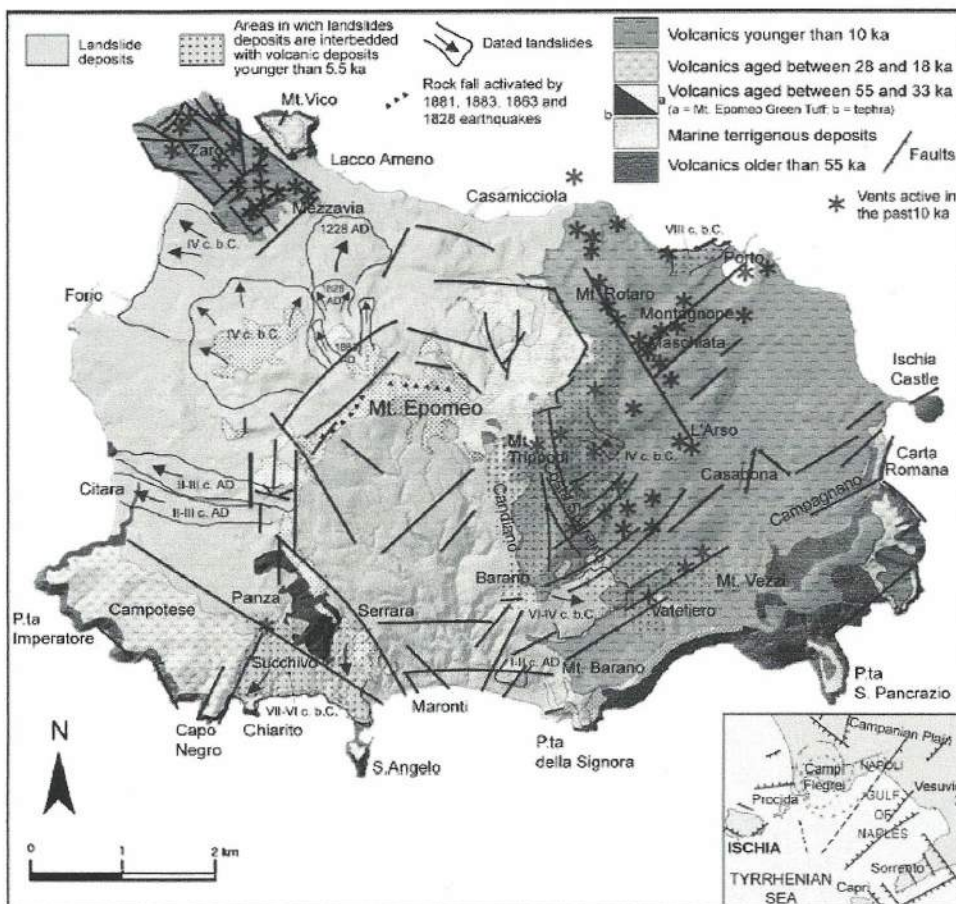 Landslide
deposits
Areas in wich landslides
deposits are interbedded
with volcanic deposits
younger than 5.5 ka
Dated landslides
Rock fall activated by
1881, 1883, 1863 and
1828 earthquakes
Volcanics younger than 10 ka
Volcanics aged between 28 and 18 ka
Volcanics aged between 55 and 33 ka
(a = Mt. Epomeo Green Tuff; b = tephra)
b
a
Marine terrigenous deposits
Volcanics older than 55 ka
Faults
Vents active in
the past10 ka
Mt.Vico
Zaro
Lacco Ameno
Mezzavia
Casamicciola
1228 AD
IV c. b.C.
VIII c. b.C.
Porto
Forio
1828
AD
IV c. b.C.
Mt. Rotaro
Montagnone
Maschiata
Ischia
Castle
Mt. Epomeo
L'Arso
Mt.
Trippodi
IV c. b.C.
Carta
Romana
Casabona
Campagnano
Citara
II-III c. AD
II-III c. AD
Candiano
Barano
Mt. Vezzi
P.ta
Imperatore
Campotese
Panza
Serrara
VI-IV c. b.C.
Vatetiero
I-II c. AD
Mt. Barano
Succhivo
P.ta
S. Pancrazio
VII-VI c. b.C.
Maronti
Capo
Negro
Chiarito
S.Angelo
P.ta
della Signora
N
0 1 2 km
Campanian Plain
NAPOLI
Campi
Flegrei
Vesuvio
Procida
GULF
OF
NAPLES
ISCHIA
Sorrento
TYRRHENIAN
SEA
Capri